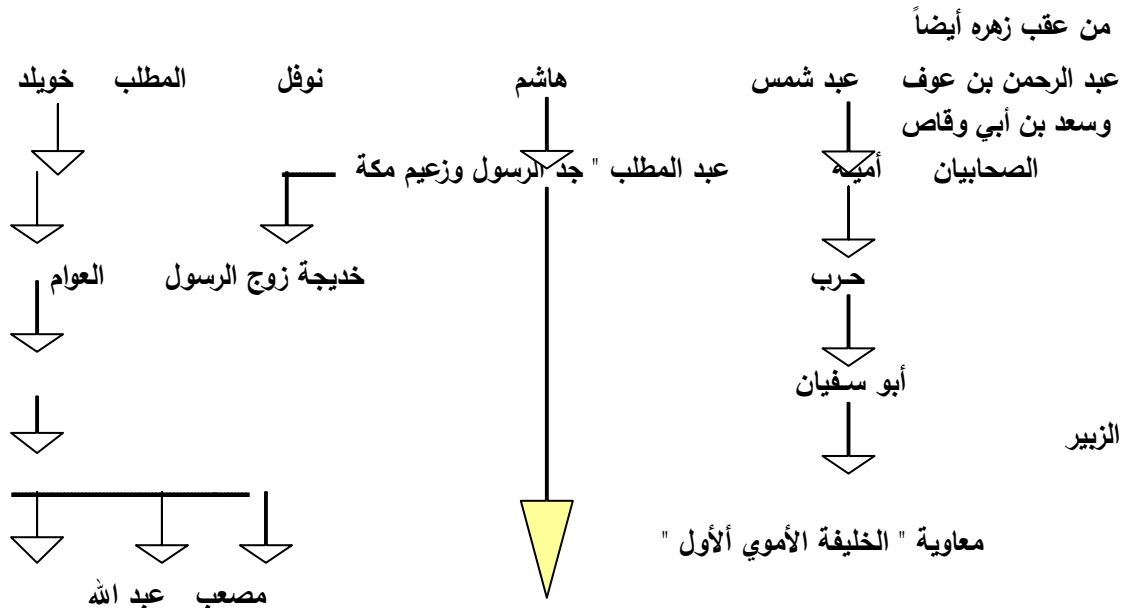 من عقب زهره أيضاً
عبد الرحمن بن عوف عبد شمس هاشم نوفل المطلب خويلد
وسعد بن أبي وقاص
الصحابيان أميه عبد المطلب " جد الرسول وزعيم مكة
حرب خديجة زوج الرسول العوام
أبو سفيان
الزبير
معاوية " الخليفة الأموي ألأول "
مصعب عبد الله